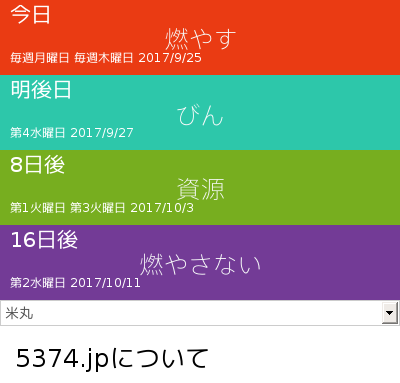 今日
燃やす
毎週月曜日 毎週木曜日 2017/9/25
明後日
びん
第4水曜日 2017/9/27
8日後
資源
第1火曜日 第3火曜日 2017/10/3
16日後
燃やさない
第2水曜日 2017/10/11
米丸
5374.jpについて